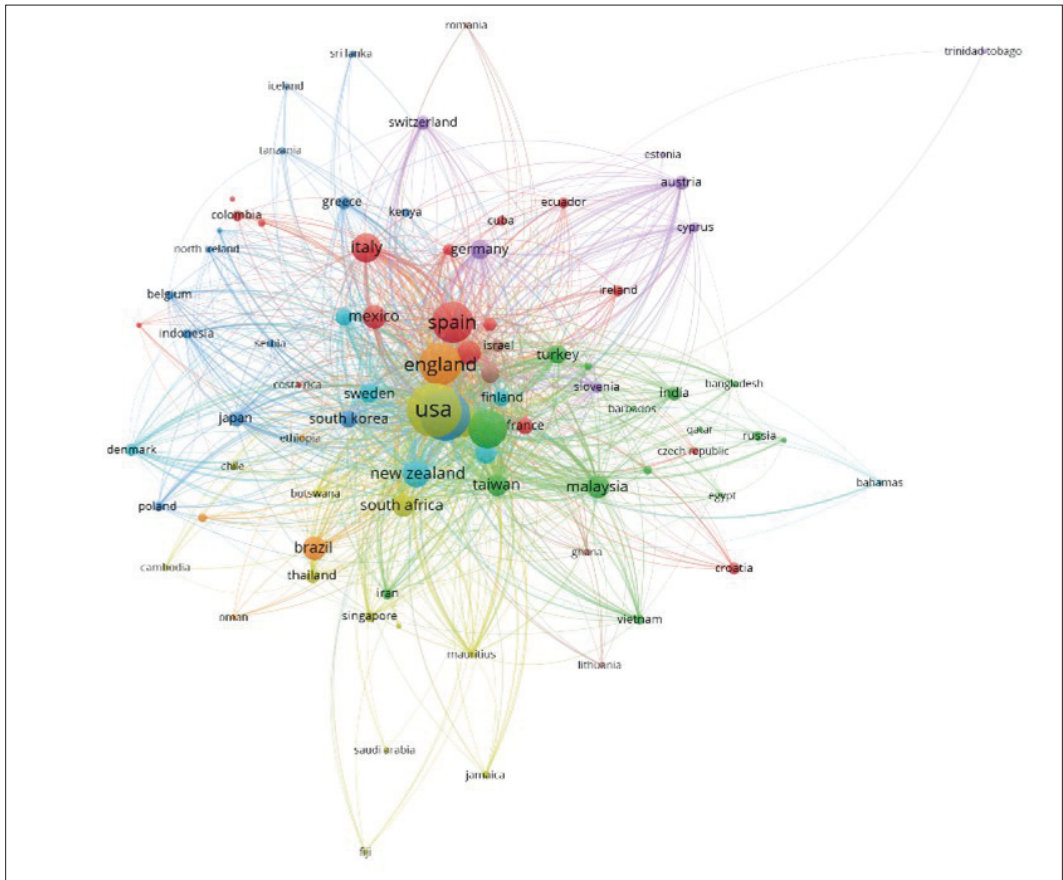 romania
trinidad tobago
sri lanka
iceland
switzerland
tanzania
estonia
austria
greece
kenya
ecuador
colombia
cuba
cyprus
north ireland
italy
germany
belgium
ireland
mexico
spain
indonesia
serbia
israel
turkey
england
costa rica
sweden
finland
slovenia
india
bangladesh
usa
barbados
japan
south korea
france
qatar
ethiopia
russia
denmark
czech republic
chile
new zealand
bahamas
taiwan
malaysia
botswana
egypt
poland
south africa
brazil
ghana
cambodia
thailand
croatia
iran
oman
singapore
vietnam
mauritius
lithuania
saudi arabia
jamaica
fiji